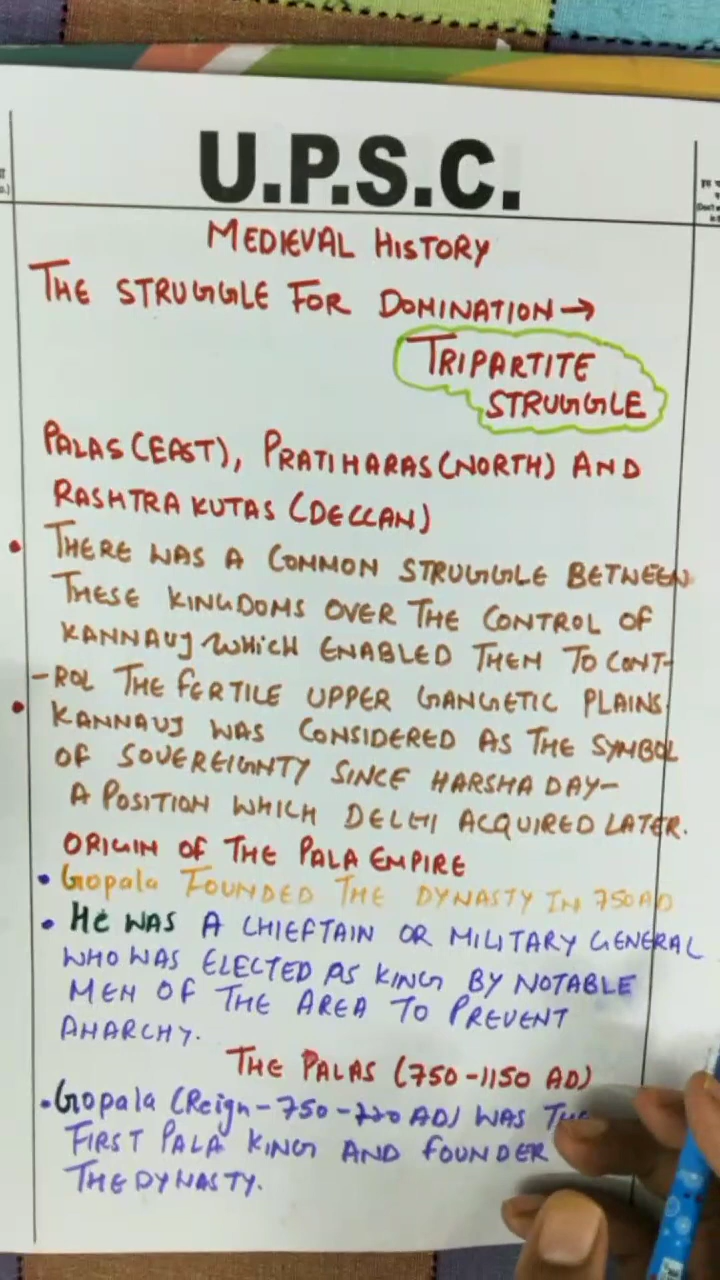 U.P.S.C.
MEDIEVAL HISTORY
THE STRUGGLE FOR DOMINATION →
TRIPARTITE
STRUGGLE
PALAS (EAST), PRATIHARAS (NORTH) AND
RASHTRAKUTAS (DECCAN)
• THERE WAS A COMMON STRUGGLE BETWEEN
THESE KINGDOMS OVER THE CONTROL OF
KANNAUJ WHICH ENABLED THEM TO CONT-
-ROL THE FERTILE UPPER GANGETIC PLAINS
• KANNAUJ WAS CONSIDERED AS THE SYMBOL
OF SOVEREIGNTY SINCE HARSHA DAY-
A POSITION WHICH DELHI ACQUIRED LATER.
ORIGIN OF THE PALA EMPIRE
• Gopala FOUNDED THE DYNASTY IN 750AD
• HE WAS A CHIEFTAIN OR MILITARY GENERAL
WHO WAS ELECTED AS KING BY NOTABLE
MEN OF THE AREA TO PREVENT
ANARCHY.
THE PALAS (750-1150 AD)
• Gopala (Reign-750-770 AD) WAS THE
FIRST PALA KING AND FOUNDER
THE DYNASTY.